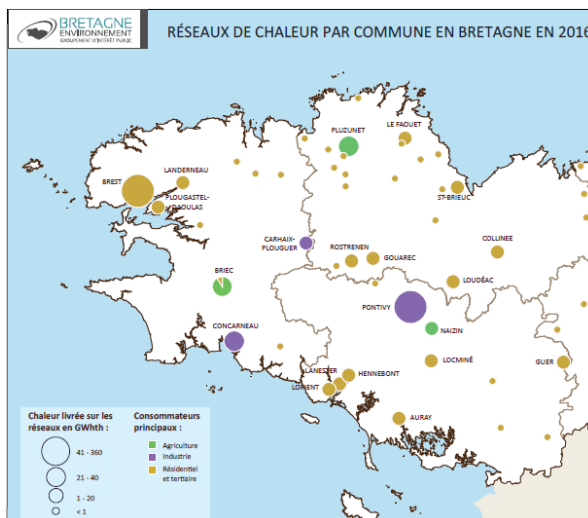 BRETAGNE
ENVIRONNEMENT
GROUPEMENT D'INTÉRÊT PUBLIC
RÉSEAUX DE CHALEUR PAR COMMUNE EN BRETAGNE EN 2016
PLUZUNET
LE FAOUET
LANDERNEAU
BREST
PLOUGASTEL-
DAOULAS
ST-BRIEUC
CARHAIX-
PLOUGUER
ROSTRENEN
GOUAREC
COLLINEE
BRIEC
LOUDÉAC
PONTIVY
CONCARNEAU
NAIZIN
LOCMINÉ
GUER
LANESTER
HENNEBONT
LORIENT
AURAY
Chaleur livrée sur les
réseaux en GWhth :
41 - 360
21 - 40
1 - 20
< 1
Consommateurs
principaux :
Agriculture
Industrie
Résidentiel
et tertiaire